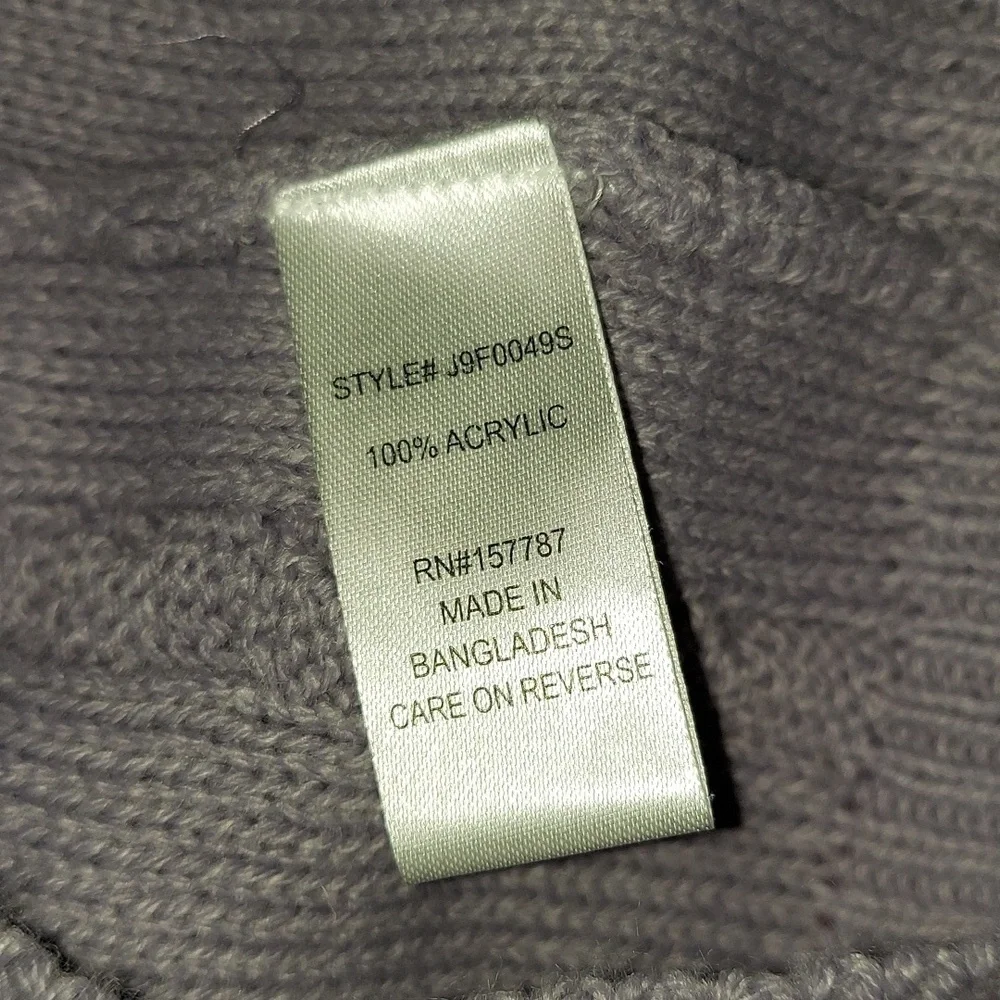 STYLE# J9F0049S
100% ACRYLIC
RN#157787
MADE IN
BANGLADESH
CARE ON REVERSE